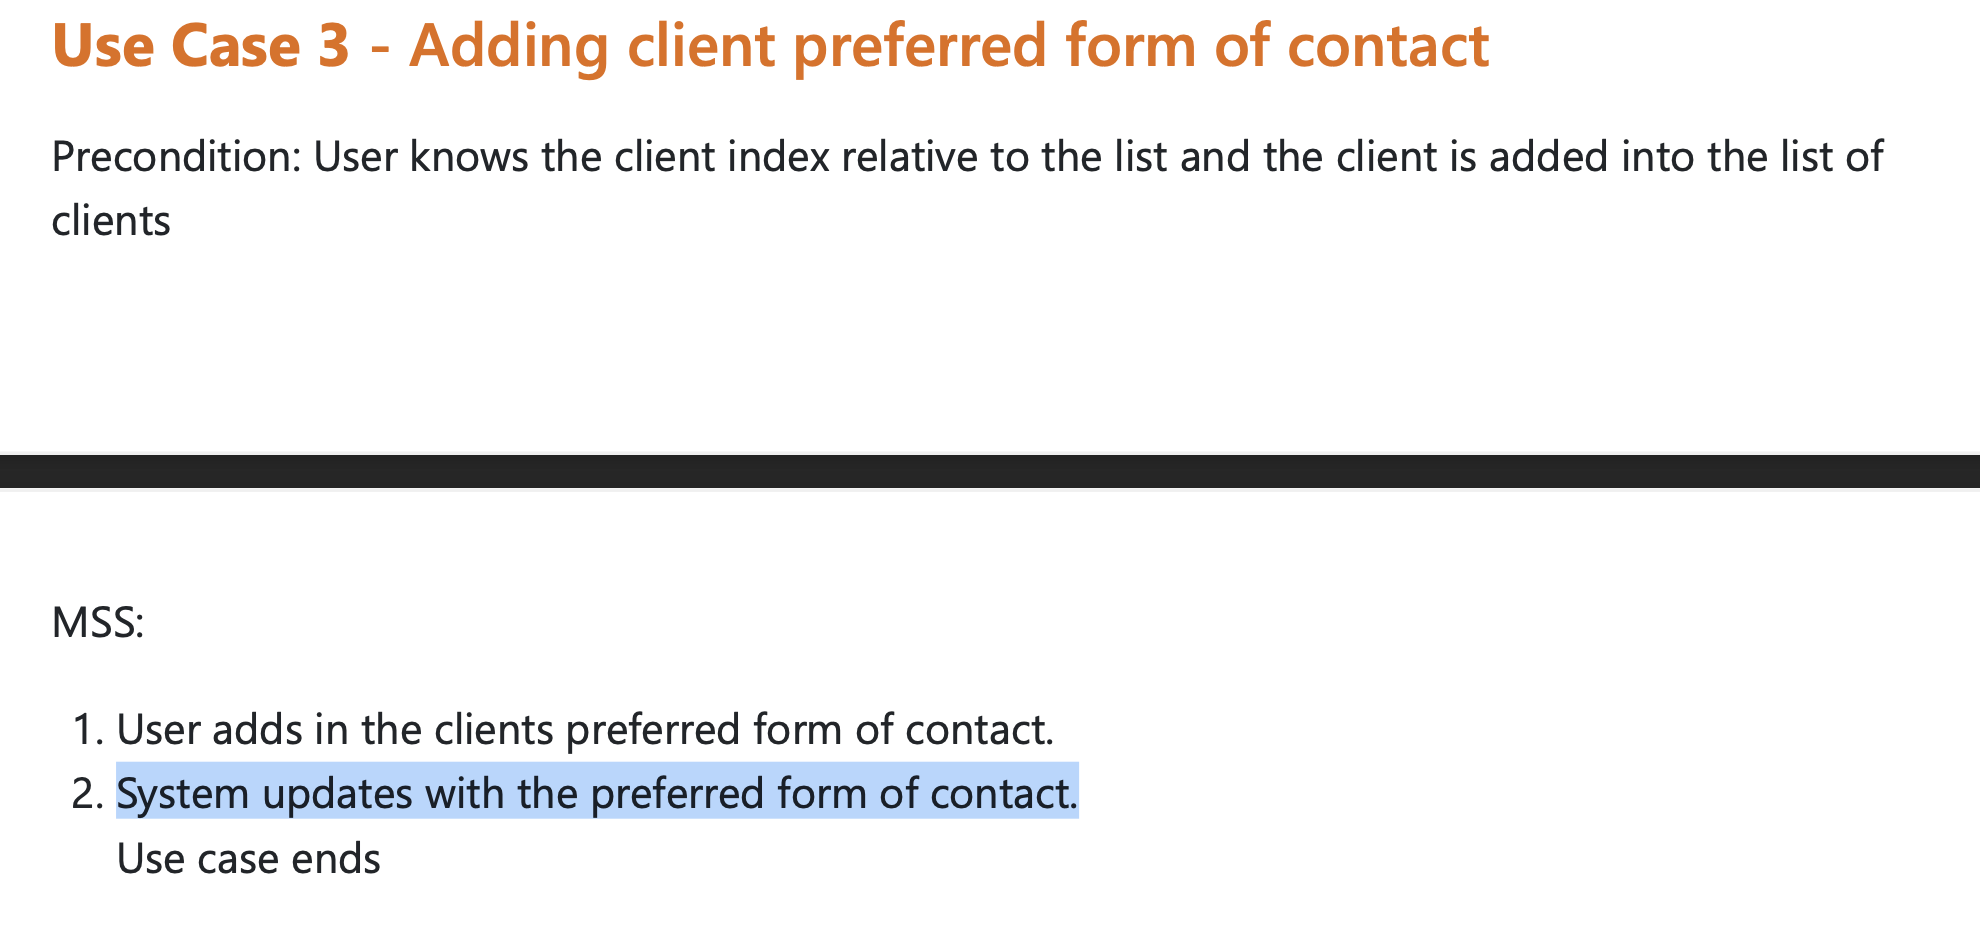 Use Case 3 - Adding client preferred form of contact
Precondition: User knows the client index relative to the list and the client is added into the list of
clients
MSS:
1. User adds in the clients preferred form of contact.
2. System updates with the preferred form of contact.
Use case ends